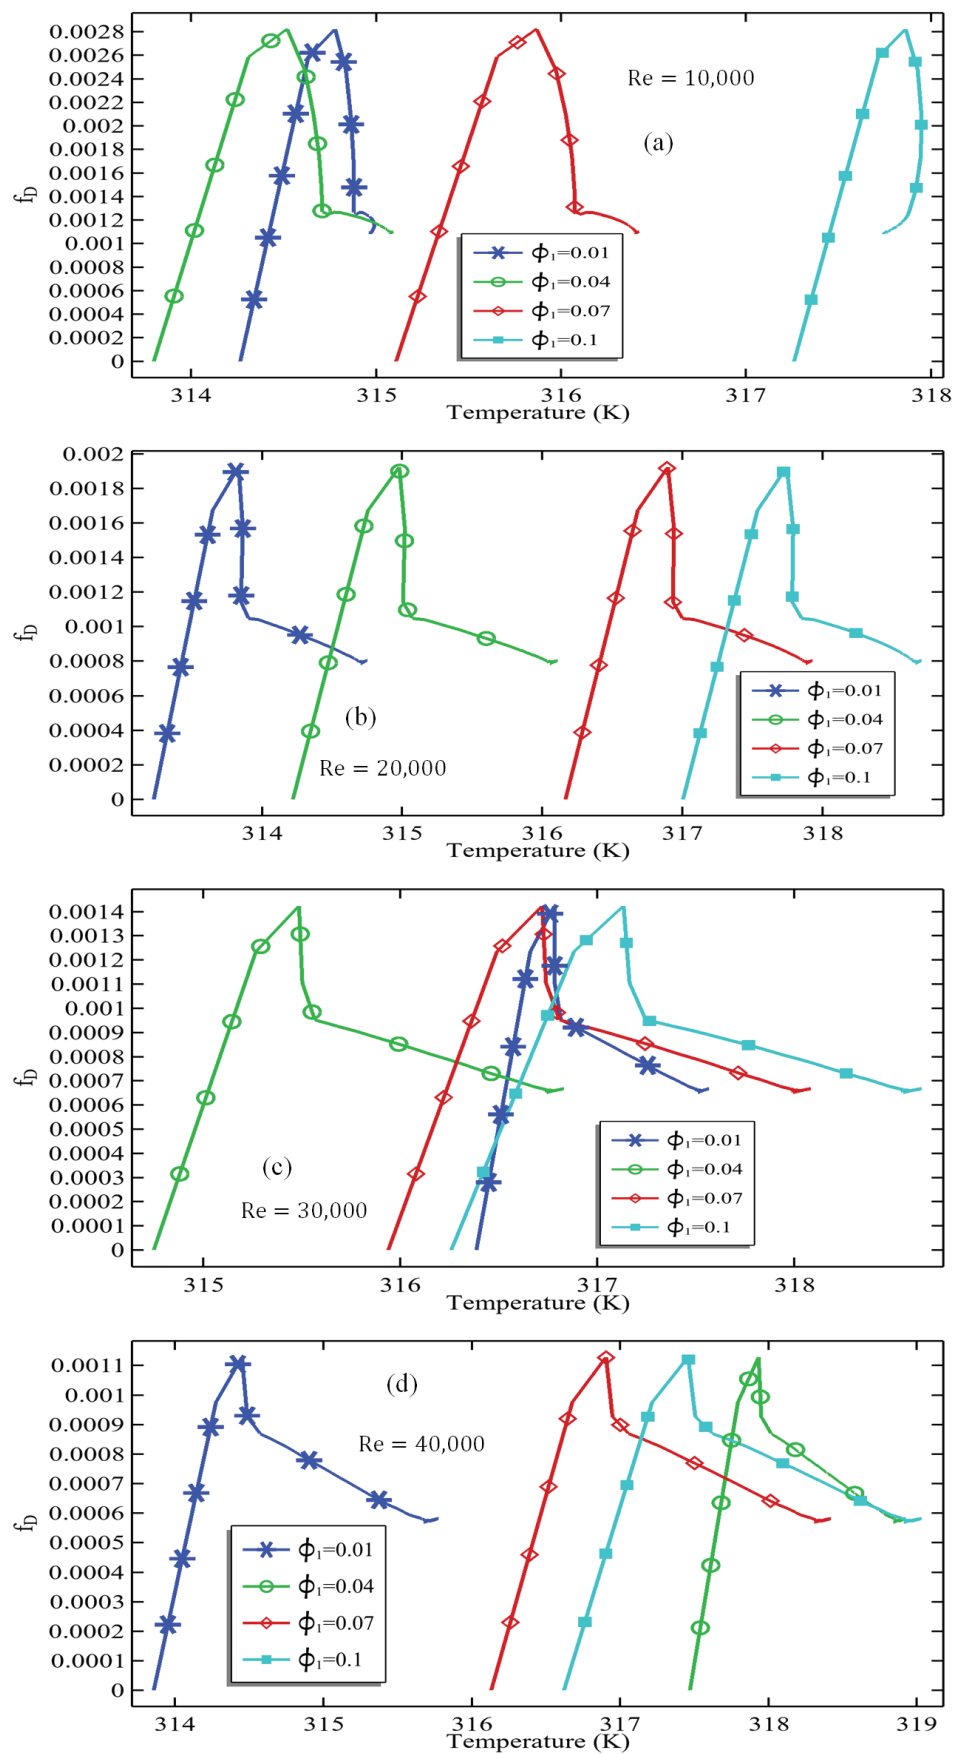 0.0028
0.0026
0.0024
0.0022
0.002
0.0018
0.0016
0.0014
0.0012
0.001
0.0008
0.0006
0.0004
0.0002
0
f_D
Re = 10,000
(a)
ϕ₁=0.01
ϕ₁=0.04
ϕ₁=0.07
ϕ₁=0.1
314 315 316 317 318
Temperature (K)
0.002
0.0018
0.0016
0.0014
0.0012
0.001
0.0008
0.0006
0.0004
0.0002
0
f_D
(b)
Re = 20,000
ϕ₁=0.01
ϕ₁=0.04
ϕ₁=0.07
ϕ₁=0.1
314 315 316 317 318
Temperature (K)
0.0014
0.0013
0.0012
0.0011
0.001
0.0009
0.0008
0.0007
0.0006
0.0005
0.0004
0.0003
0.0002
0.0001
0
f_D
(c)
Re = 30,000
ϕ₁=0.01
ϕ₁=0.04
ϕ₁=0.07
ϕ₁=0.1
315 316 317 318
Temperature (K)
0.0011
0.001
0.0009
0.0008
0.0007
0.0006
0.0005
0.0004
0.0003
0.0002
0.0001
0
f_D
(d)
Re = 40,000
ϕ₁=0.01
ϕ₁=0.04
ϕ₁=0.07
ϕ₁=0.1
314 315 316 317 318 319
Temperature (K)